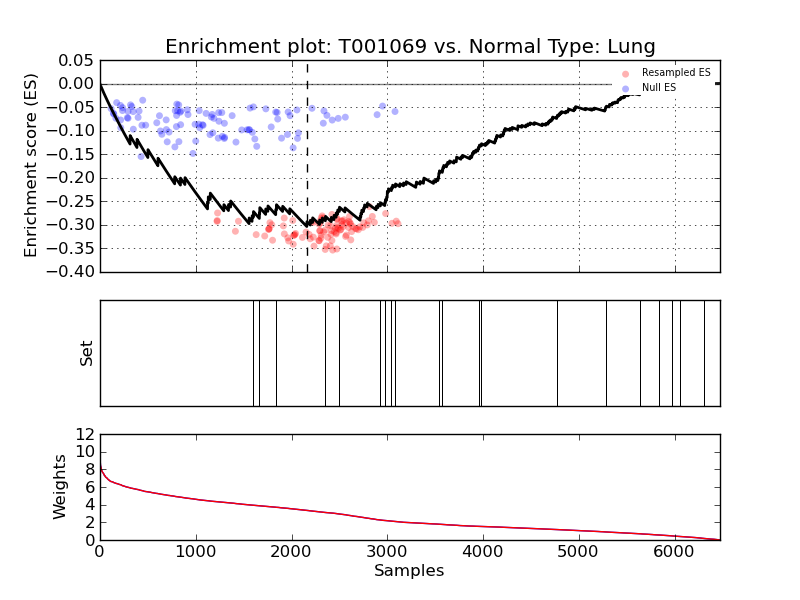 Enrichment plot: T001069 vs. Normal Type: Lung
Enrichment score (ES)
0.05
0.00
−0.05
−0.10
−0.15
−0.20
−0.25
−0.30
−0.35
−0.40
Resampled ES
Null ES
Set
Weights
12
10
8
6
4
2
0
0 1000 2000 3000 4000 5000 6000
Samples